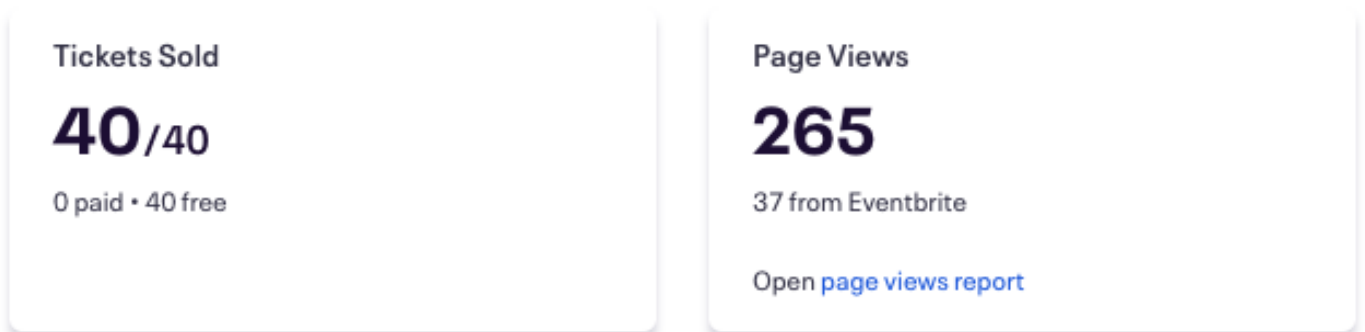 Tickets Sold
40/40
0 paid • 40 free
Page Views
265
37 from Eventbrite
Open page views report